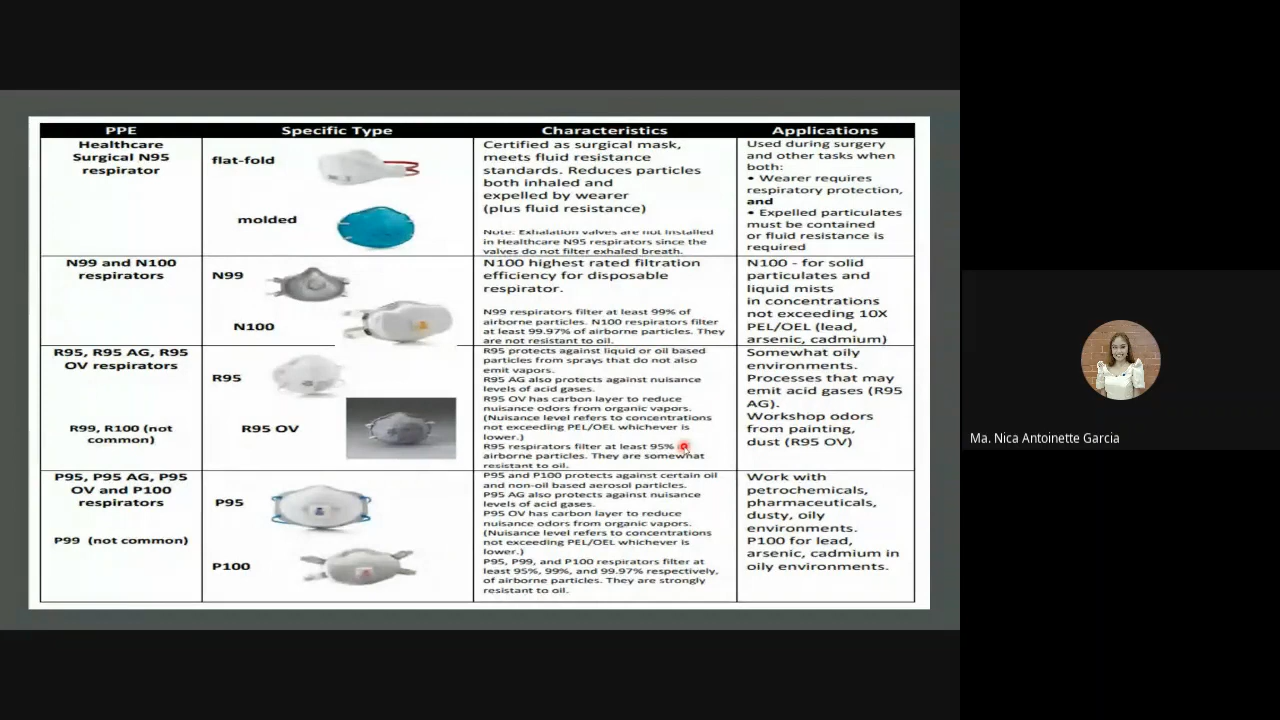 PPE
Specific Type
Characteristics
Applications
Healthcare
Surgical N95
respirator
flat-fold
molded
Certified as surgical mask,
meets fluid resistance
standards. Reduces particles
both inhaled and
expelled by wearer
(plus fluid resistance)
Note: Exhalation valves are not installed
in Healthcare N95 respirators since the
valves do not filter exhaled breath.
Used during surgery
and other tasks when
both:
• Wearer requires
respiratory protection,
and
• Expelled particulates
must be contained
or fluid resistance is
required
N99 and N100
respirators
N99
N100
N100 highest rated filtration
efficiency for disposable
respirator.
N99 respirators filter at least 99% of
airborne particles. N100 respirators filter
at least 99.97% of airborne particles. They
are not resistant to oil.
N100 - for solid
particulates and
liquid mists
in concentrations
not exceeding 10X
PEL/OEL (lead,
arsenic, cadmium)
R95, R95 AG, R95
OV respirators
R99, R100 (not
common)
R95
R95 OV
R95 protects against liquid or oil based
particles from sprays that do not also
emit vapors.
R95 AG also protects against nuisance
levels of acid gases.
R95 OV has carbon layer to reduce
nuisance odors from organic vapors.
(Nuisance level refers to concentrations
not exceeding PEL/OEL whichever is
lower.)
R95 respirators filter at least 95%
airborne particles. They are somewhat
resistant to oil.
Somewhat oily
environments.
Processes that may
emit acid gases (R95
AG).
Workshop odors
from painting,
dust (R95 OV)
P95, P95 AG, P95
OV and P100
respirators
P99 (not common)
P95
P100
P95 and P100 protects against certain oil
and non-oil based aerosol particles.
P95 AG also protects against nuisance
levels of acid gases.
P95 OV has carbon layer to reduce
nuisance odors from organic vapors.
(Nuisance level refers to concentrations
not exceeding PEL/OEL whichever is
lower.)
P95, P99, and P100 respirators filter at
least 95%, 99%, and 99.97% respectively,
of airborne particles. They are strongly
resistant to oil.
Work with
petrochemicals,
pharmaceuticals,
dusty, oily
environments.
P100 for lead,
arsenic, cadmium in
oily environments.
Ma. Nica Antoinette Garcia